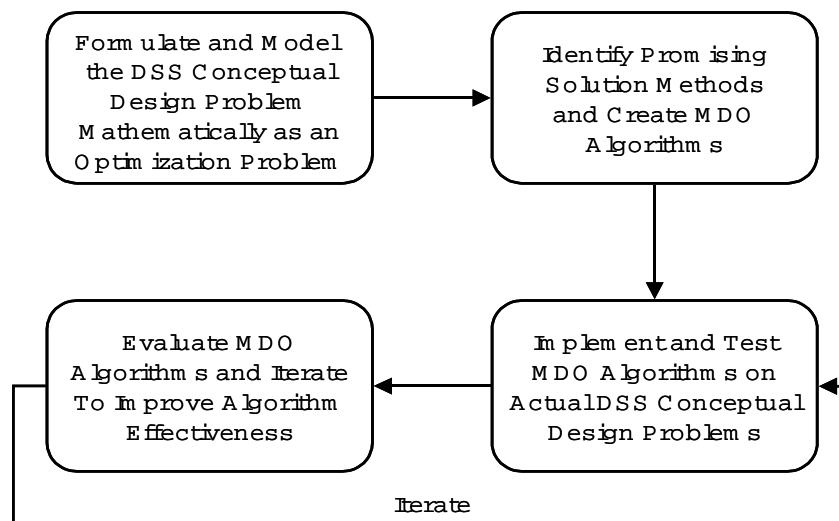 Formulate and Model
the DSS Conceptual
Design Problem
Mathematically as an
Optimization Problem
Identify Promising
Solution Methods
and Create MDO
Algorithms
Evaluate MDO
Algorithms and Iterate
To Improve Algorithm
Effectiveness
Implement and Test
MDO Algorithms on
Actual DSS Conceptual
Design Problems
Iterate